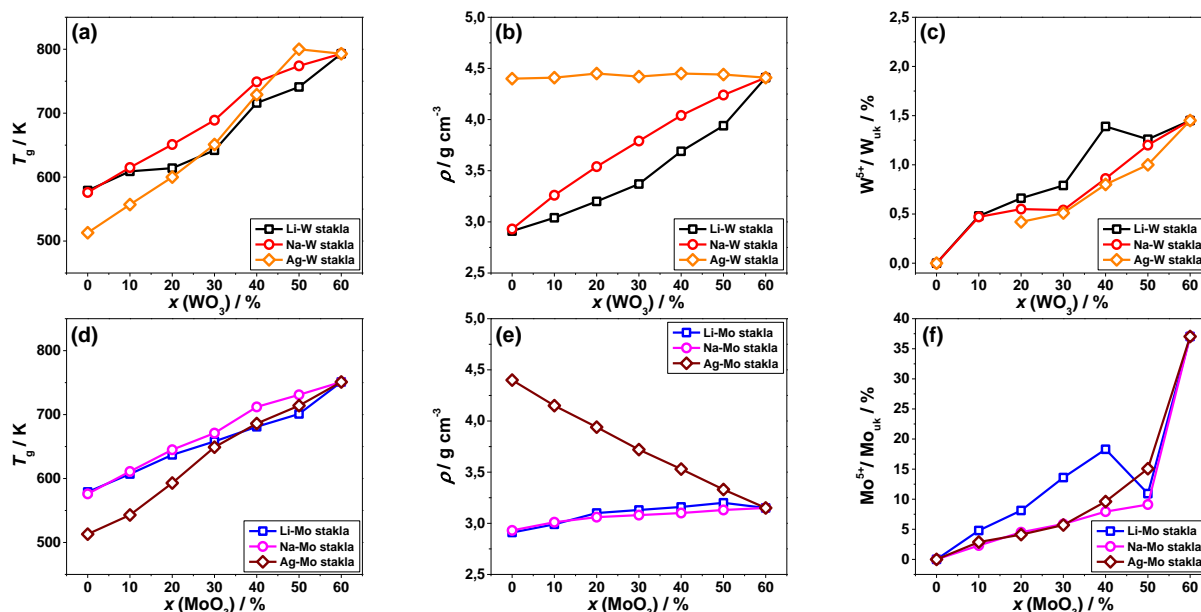 (a)
800
700
600
500
T_g / K
0 10 20 30 40 50 60
x (WO₃) / %
Li-W stakla
Na-W stakla
Ag-W stakla
(b)
5,0
4,5
4,0
3,5
3,0
2,5
ρ / g cm⁻³
0 10 20 30 40 50 60
x (WO₃) / %
Li-W stakla
Na-W stakla
Ag-W stakla
(c)
2,5
2,0
1,5
1,0
0,5
0,0
W⁵⁺/ W_uk / %
0 10 20 30 40 50 60
x (WO₃) / %
Li-W stakla
Na-W stakla
Ag-W stakla
(d)
800
700
600
500
T_g / K
0 10 20 30 40 50 60
x (MoO₃) / %
Li-Mo stakla
Na-Mo stakla
Ag-Mo stakla
(e)
5,0
4,5
4,0
3,5
3,0
2,5
ρ / g cm⁻³
0 10 20 30 40 50 60
x (MoO₃) / %
Li-Mo stakla
Na-Mo stakla
Ag-Mo stakla
(f)
40
35
30
25
20
15
10
5
0
Mo⁵⁺/ Mo_uk / %
0 10 20 30 40 50 60
x (MoO₃) / %
Li-Mo stakla
Na-Mo stakla
Ag-Mo stakla